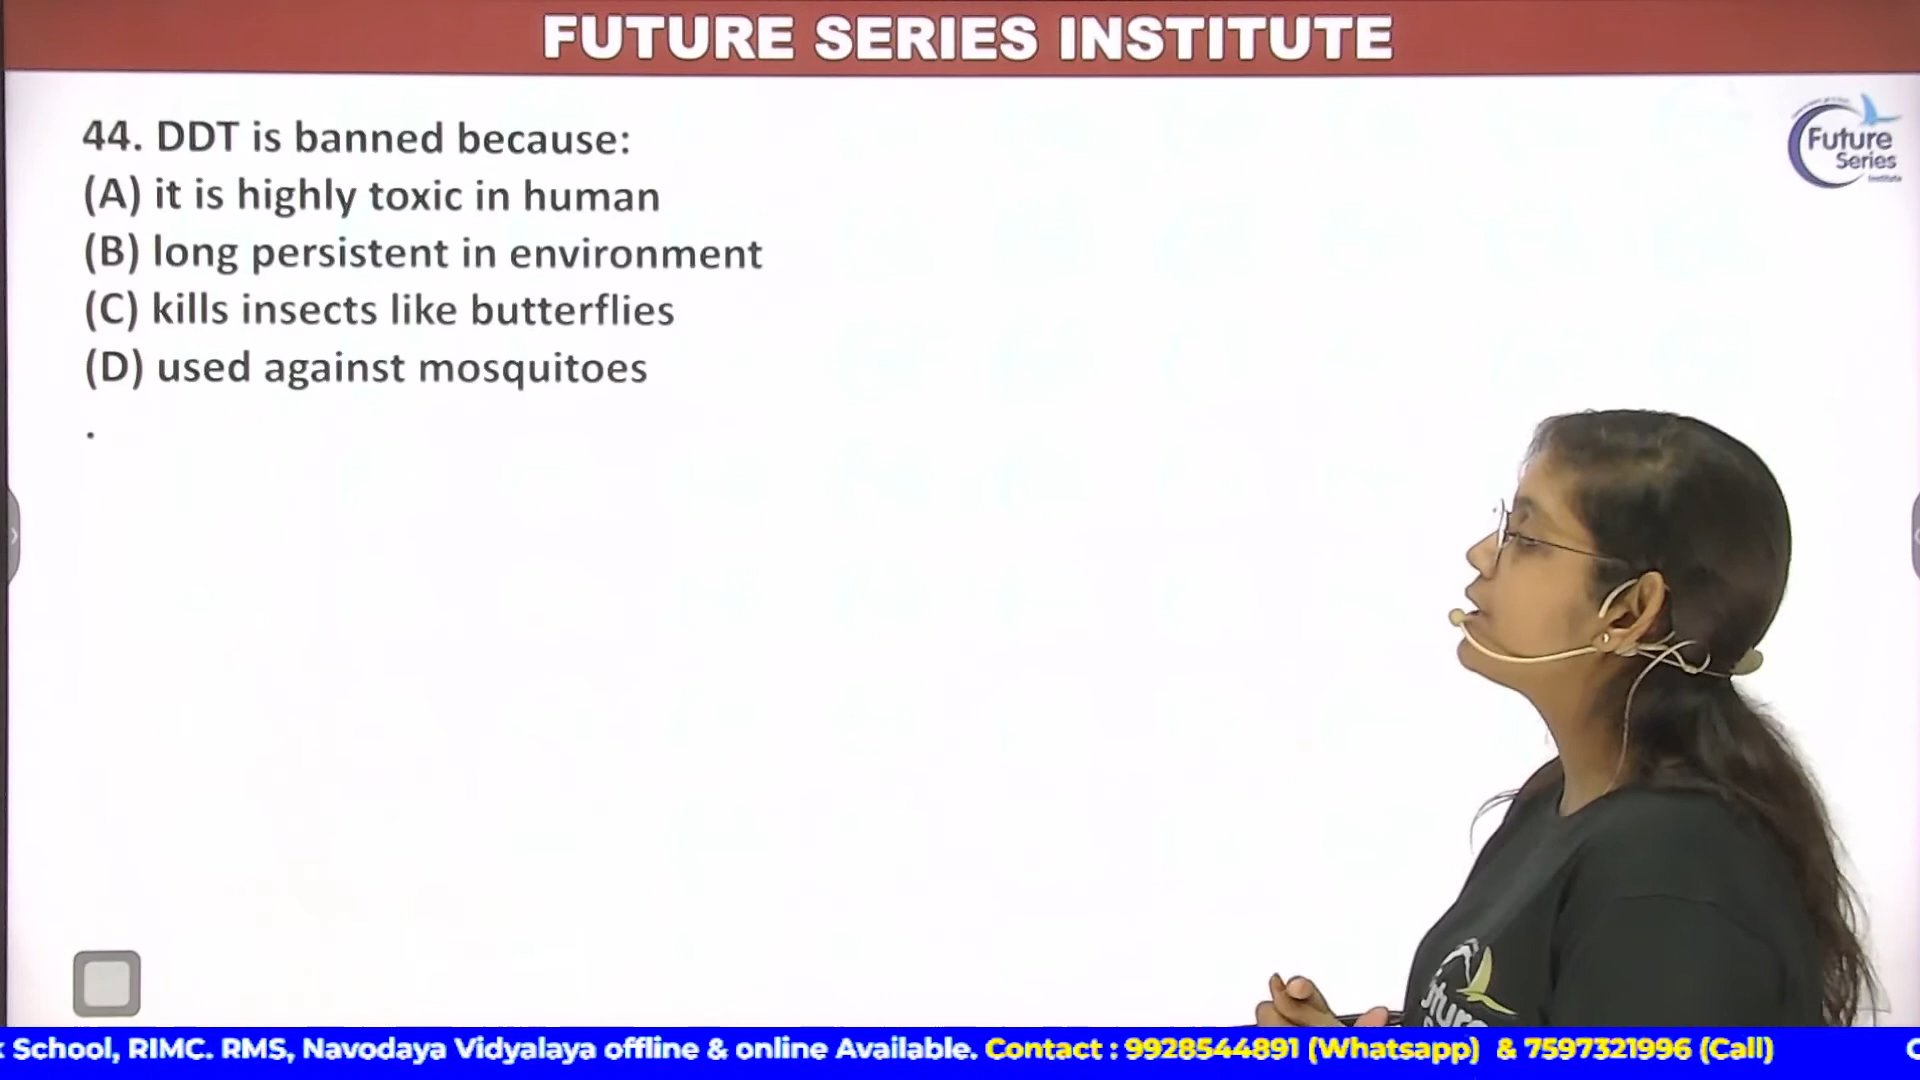 FUTURE SERIES INSTITUTE
Future
Series
Institute
44. DDT is banned because:
(A) it is highly toxic in human
(B) long persistent in environment
(C) kills insects like butterflies
(D) used against mosquitoes
.
School, RIMC. RMS, Navodaya Vidyalaya offline & online Available. Contact : 9928544891 (Whatsapp) & 7597321996 (Call)